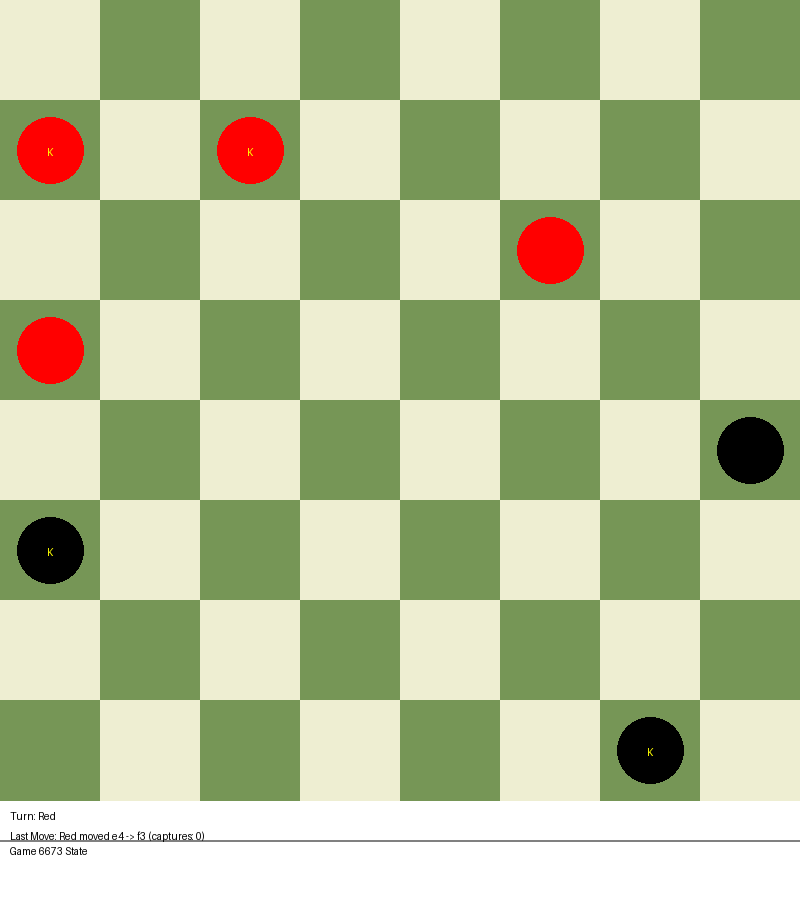 K K
K
K
Turn: Red
Last Move: Red moved e4 -> f3 (captures: 0)
Game 6673 State